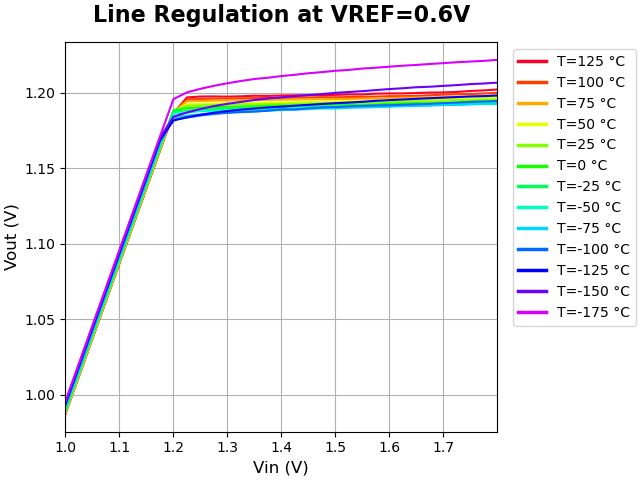 Line Regulation at VREF=0.6V
Vout (V)
1.20
1.15
1.10
1.05
1.00
1.0 1.1 1.2 1.3 1.4 1.5 1.6 1.7
Vin (V)
T=125 °C
T=100 °C
T=75 °C
T=50 °C
T=25 °C
T=0 °C
T=-25 °C
T=-50 °C
T=-75 °C
T=-100 °C
T=-125 °C
T=-150 °C
T=-175 °C